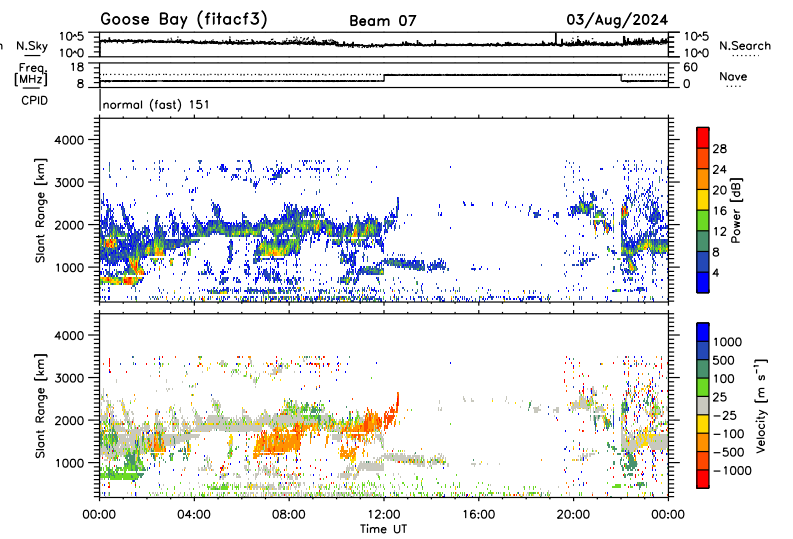 Goose Bay (fitacf3) Beam 07 03/Aug/2024
N.Sky 10^5 10^0 10^5 10^0 N.Search
Freq. [MHz] 18 8 60 0 Nave
CPID normal (fast) 151
4000
3000
2000
1000
Slant Range [km]
28
24
20
16
12
8
4
Power [dB]
4000
3000
2000
1000
Slant Range [km]
1000
500
100
25
-25
-100
-500
-1000
Velocity [m s⁻¹]
00:00 04:00 08:00 12:00 16:00 20:00 00:00
Time UT